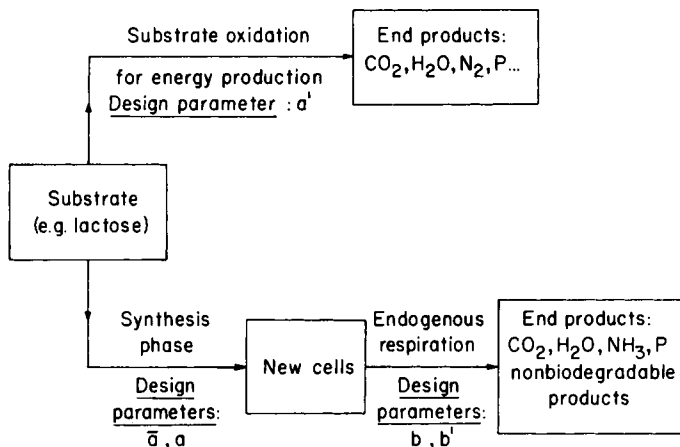 Substrate oxidation
for energy production
Design parameter : a'
End products:
CO₂,H₂O,N₂,P...
Substrate
(e.g. lactose)
Synthesis
phase
Design
parameters:
a̅,a
New cells
Endogenous
respiration
Design
parameters:
b,b'
End products:
CO₂,H₂O,NH₃,P
nonbiodegradable
products